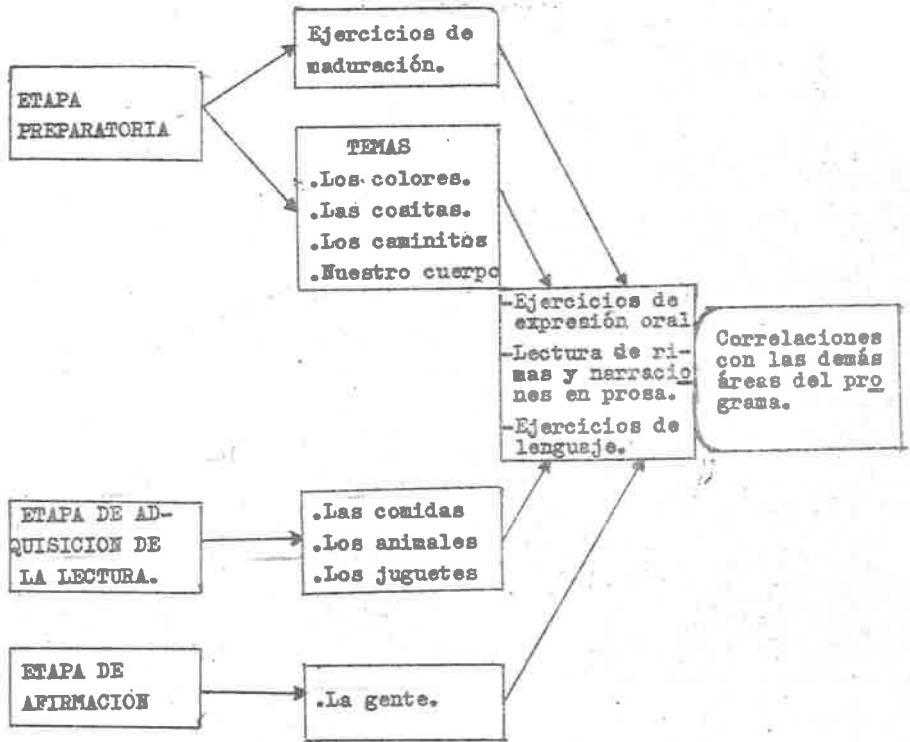 Ejercicios de
maduración.
ETAPA
PREPARATORIA
TEMAS
.Los colores.
.Las cositas.
.Los caminitos
.Nuestro cuerpo
-Ejercicios de
expresión oral
-Lectura de ri-
mas y narracio
nes en prosa.
-Ejercicios de
lenguaje.
Correlaciones
con las demás
áreas del pro
grama.
ETAPA DE AD-
QUISICION DE
LA LECTURA.
.Las comidas
.Los animales
.Los juguetes
ETAPA DE
AFIRMACION
.La gente.